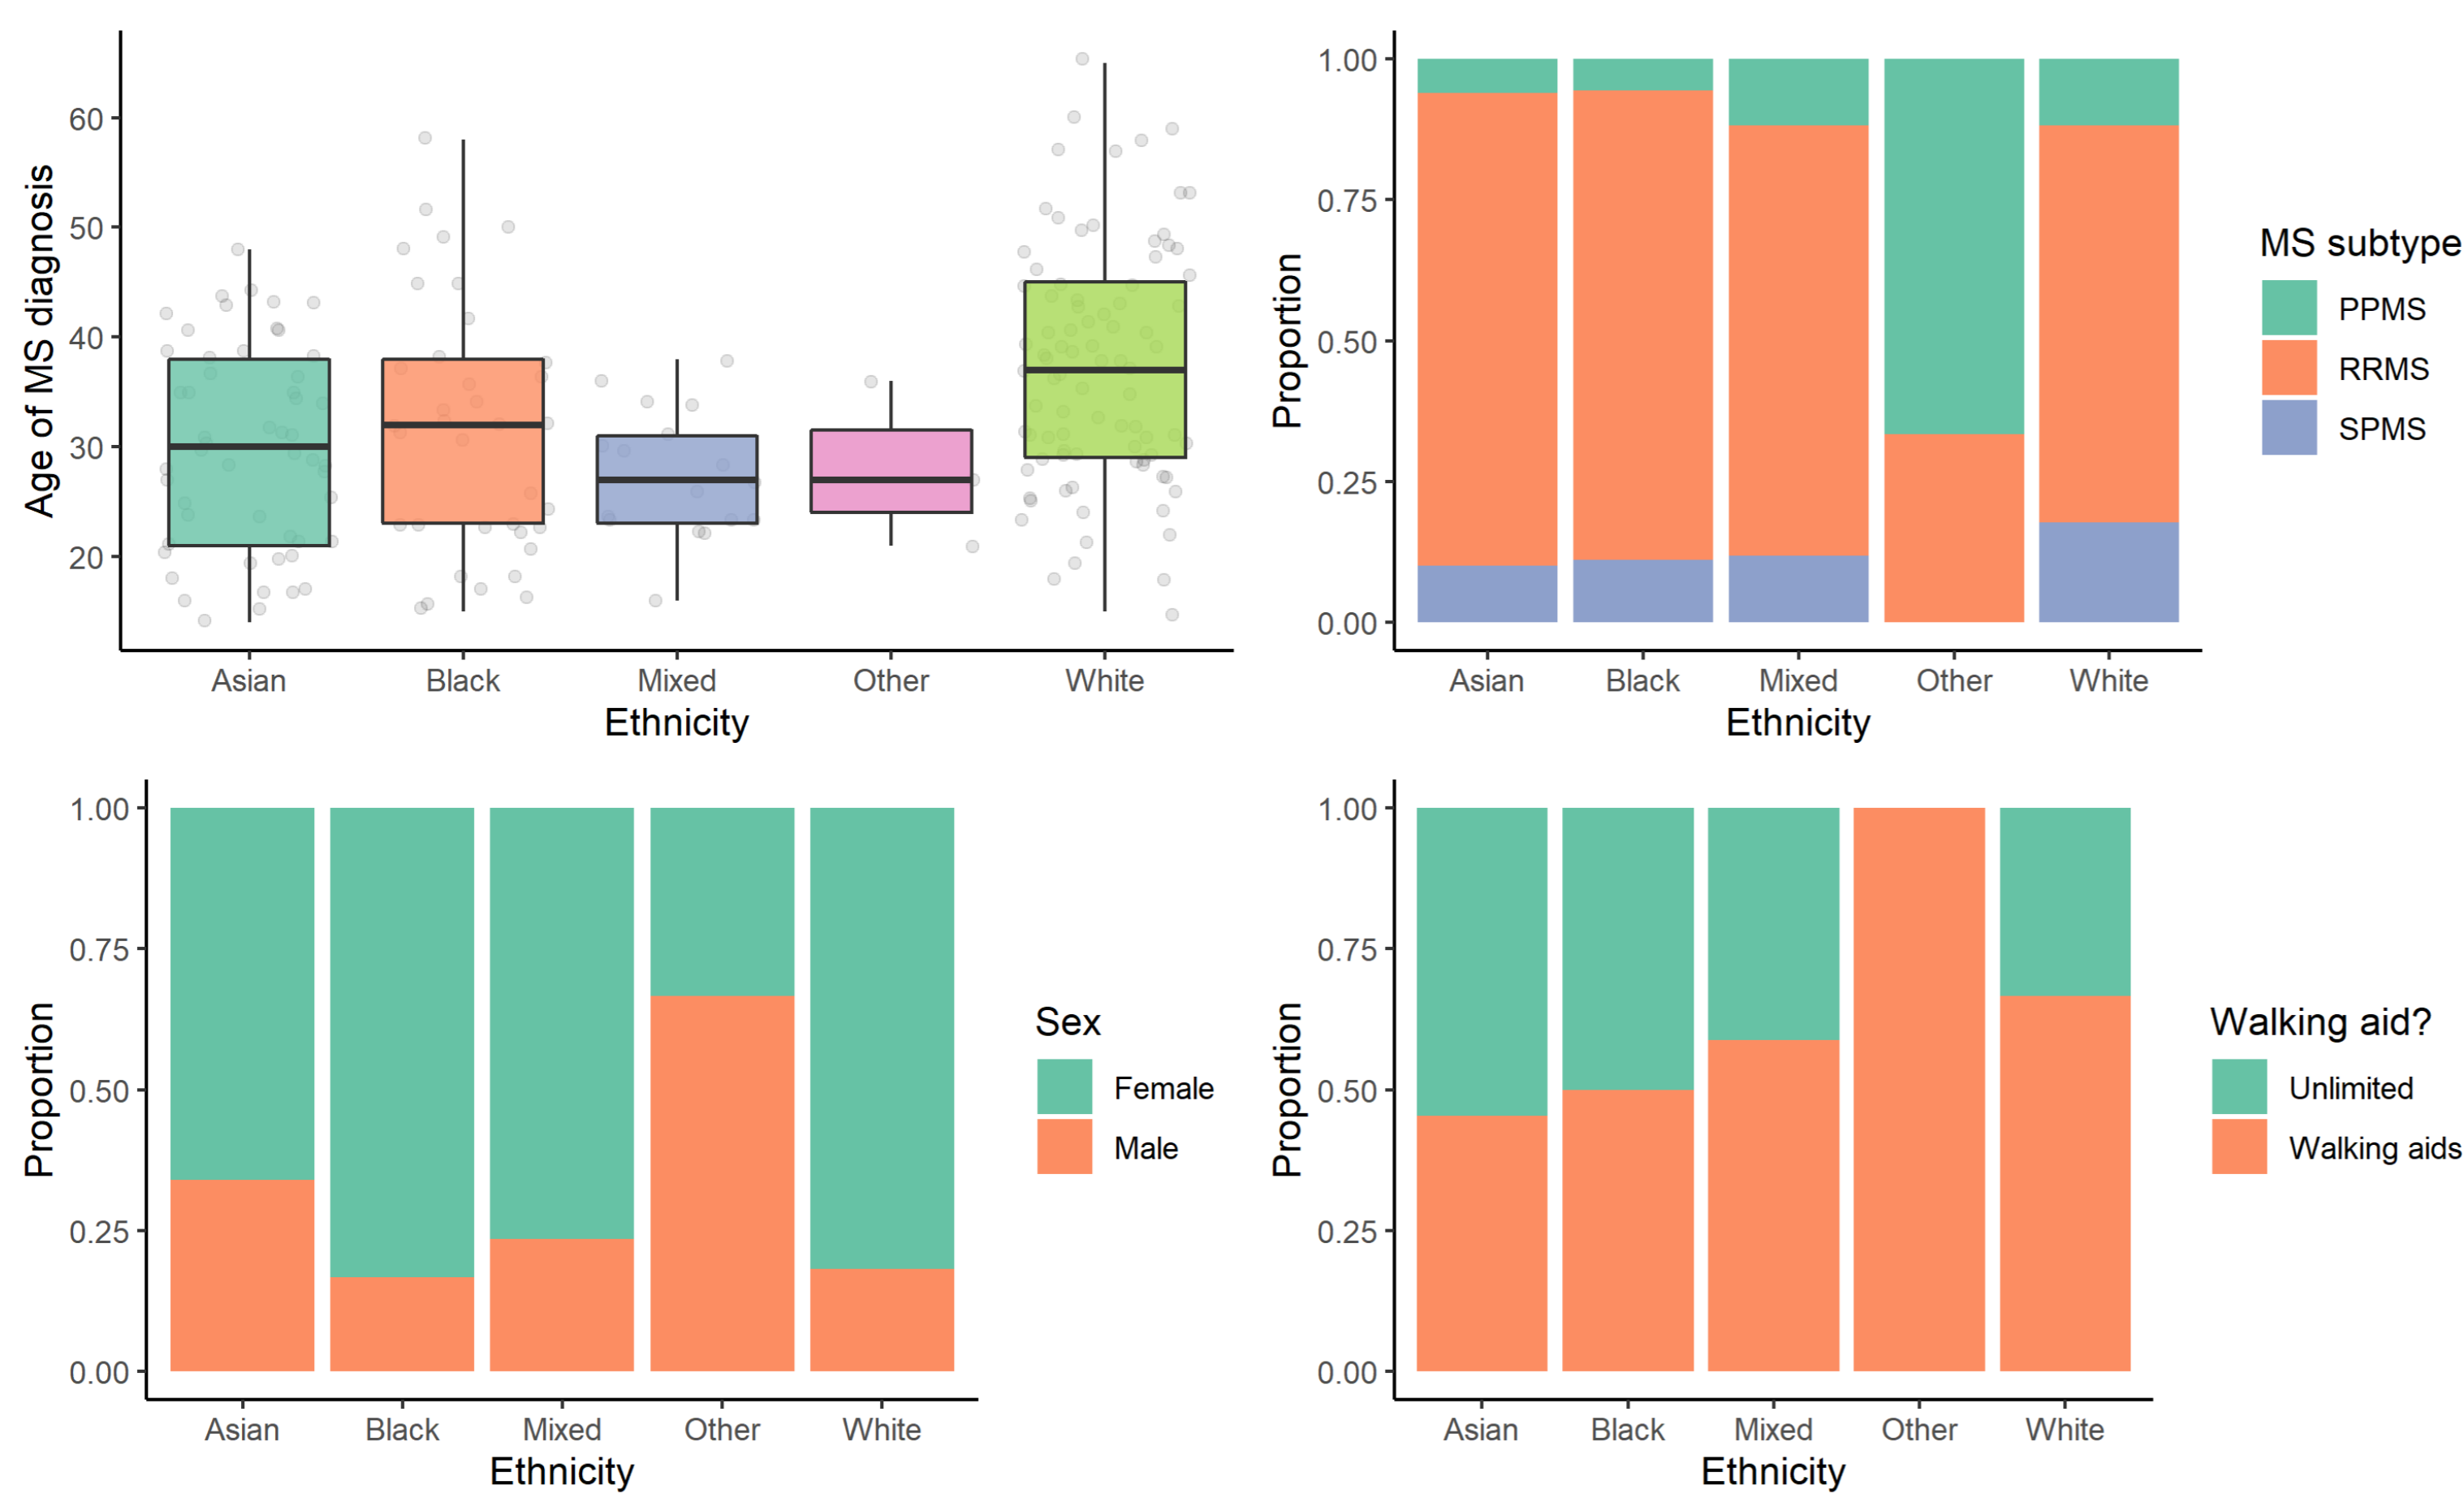 Age of MS diagnosis
60
50
40
30
20
Asian Black Mixed Other White
Ethnicity
Proportion
1.00
0.75
0.50
0.25
0.00
Asian Black Mixed Other White
Ethnicity
MS subtype
PPMS
RRMS
SPMS
Proportion
1.00
0.75
0.50
0.25
0.00
Asian Black Mixed Other White
Ethnicity
Sex
Female
Male
Proportion
1.00
0.75
0.50
0.25
0.00
Asian Black Mixed Other White
Ethnicity
Walking aid?
Unlimited
Walking aids